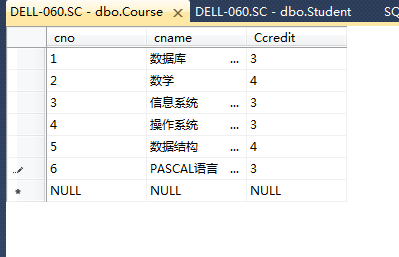 DELL-060.SC - dbo.Course × DELL-060.SC - dbo.Student SQ
cno cname Ccredit
1 数据库 ... 3
2 数学 4
3 信息系统 ... 3
4 操作系统 ... 3
5 数据结构 ... 4
6 PASCAL语言 ... 3
NULL NULL NULL